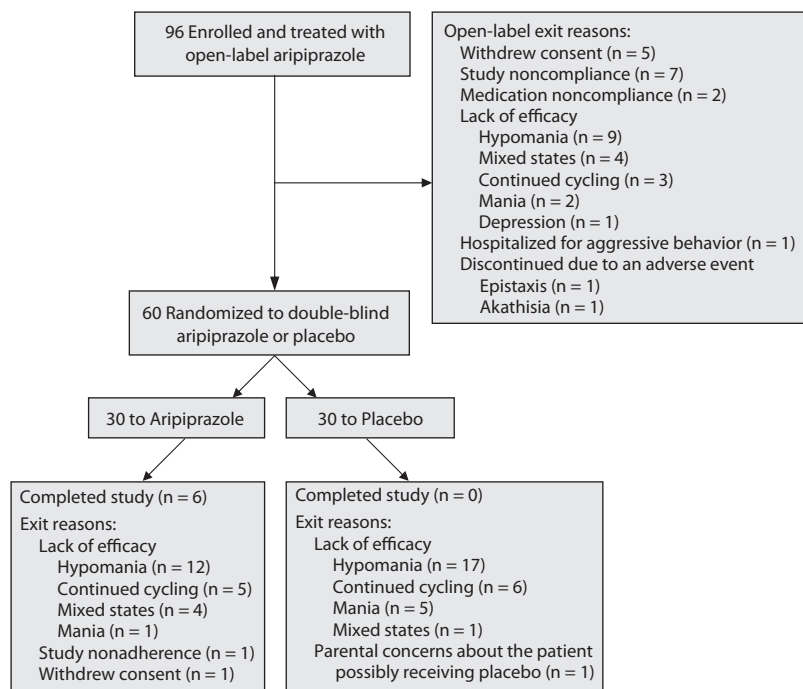 96 Enrolled and treated with
open-label aripiprazole
Open-label exit reasons:
Withdrew consent (n = 5)
Study noncompliance (n = 7)
Medication noncompliance (n = 2)
Lack of efficacy
Hypomania (n = 9)
Mixed states (n = 4)
Continued cycling (n = 3)
Mania (n = 2)
Depression (n = 1)
Hospitalized for aggressive behavior (n = 1)
Discontinued due to an adverse event
Epistaxis (n = 1)
Akathisia (n = 1)
60 Randomized to double-blind
aripiprazole or placebo
30 to Aripiprazole
30 to Placebo
Completed study (n = 6)
Exit reasons:
Lack of efficacy
Hypomania (n = 12)
Continued cycling (n = 5)
Mixed states (n = 4)
Mania (n = 1)
Study nonadherence (n = 1)
Withdrew consent (n = 1)
Completed study (n = 0)
Exit reasons:
Lack of efficacy
Hypomania (n = 17)
Continued cycling (n = 6)
Mania (n = 5)
Mixed states (n = 1)
Parental concerns about the patient
possibly receiving placebo (n = 1)